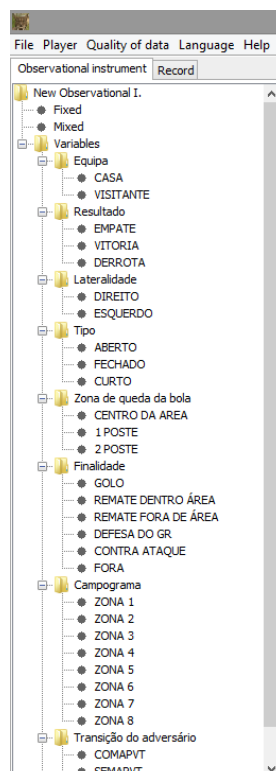 File Player Quality of data Language Help
Observational instrument Record
New Observational I.
Fixed
Mixed
Variables
Equipa
CASA
VISITANTE
Resultado
EMPATE
VITORIA
DERROTA
Lateralidade
DIREITO
ESQUERDO
Tipo
ABERTO
FECHADO
CURTO
Zona de queda da bola
CENTRO DA AREA
1 POSTE
2 POSTE
Finalidade
GOLO
REMATE DENTRO ÁREA
REMATE FORA DE ÁREA
DEFESA DO GR
CONTRA ATAQUE
FORA
Campograma
ZONA 1
ZONA 2
ZONA 3
ZONA 4
ZONA 5
ZONA 6
ZONA 7
ZONA 8
Transição do adversário
COMAPVT